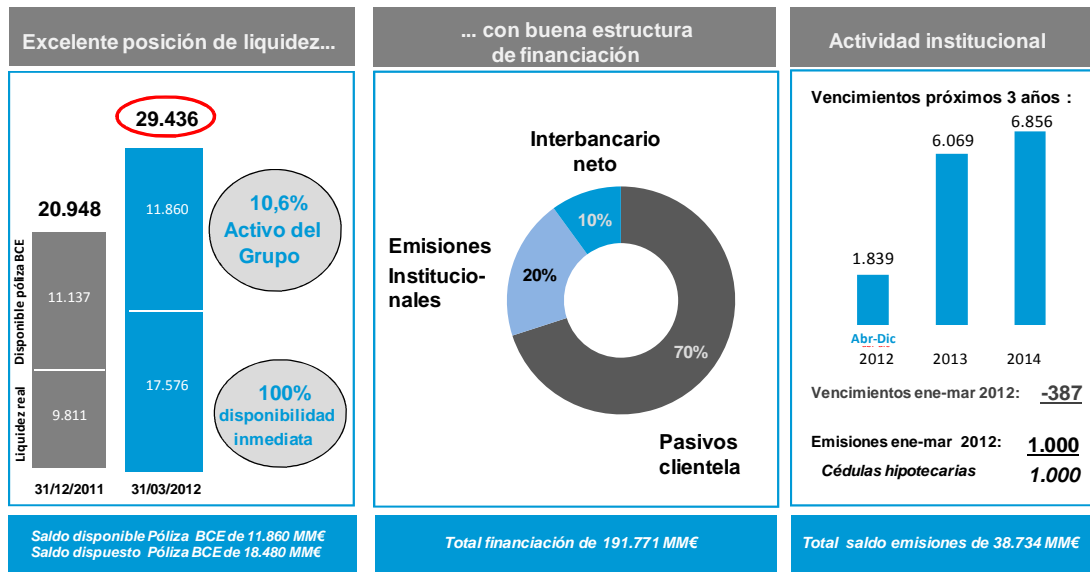 Excelente posición de liquidez...
29.436
20.948
11.860
11.137
17.576
9.811
Disponible póliza BCE
Liquidez real
10,6%
Activo del
Grupo
100%
disponibilidad
inmediata
31/12/2011
31/03/2012
Saldo disponible Póliza BCE de 11.860 MM€
Saldo dispuesto Póliza BCE de 18.480 MM€
... con buena estructura
de financiación
Interbancario
neto
10%
Emisiones
Institucio-
nales
20%
70%
Pasivos
clientela
Total financiación de 191.771 MM€
Actividad institucional
Vencimientos próximos 3 años :
6.856
6.069
1.839
Abr-Dic
2012
2013
2014
Vencimientos ene-mar 2012: -387
Emisiones ene-mar 2012: 1.000
Cédulas hipotecarias 1.000
Total saldo emisiones de 38.734 MM€